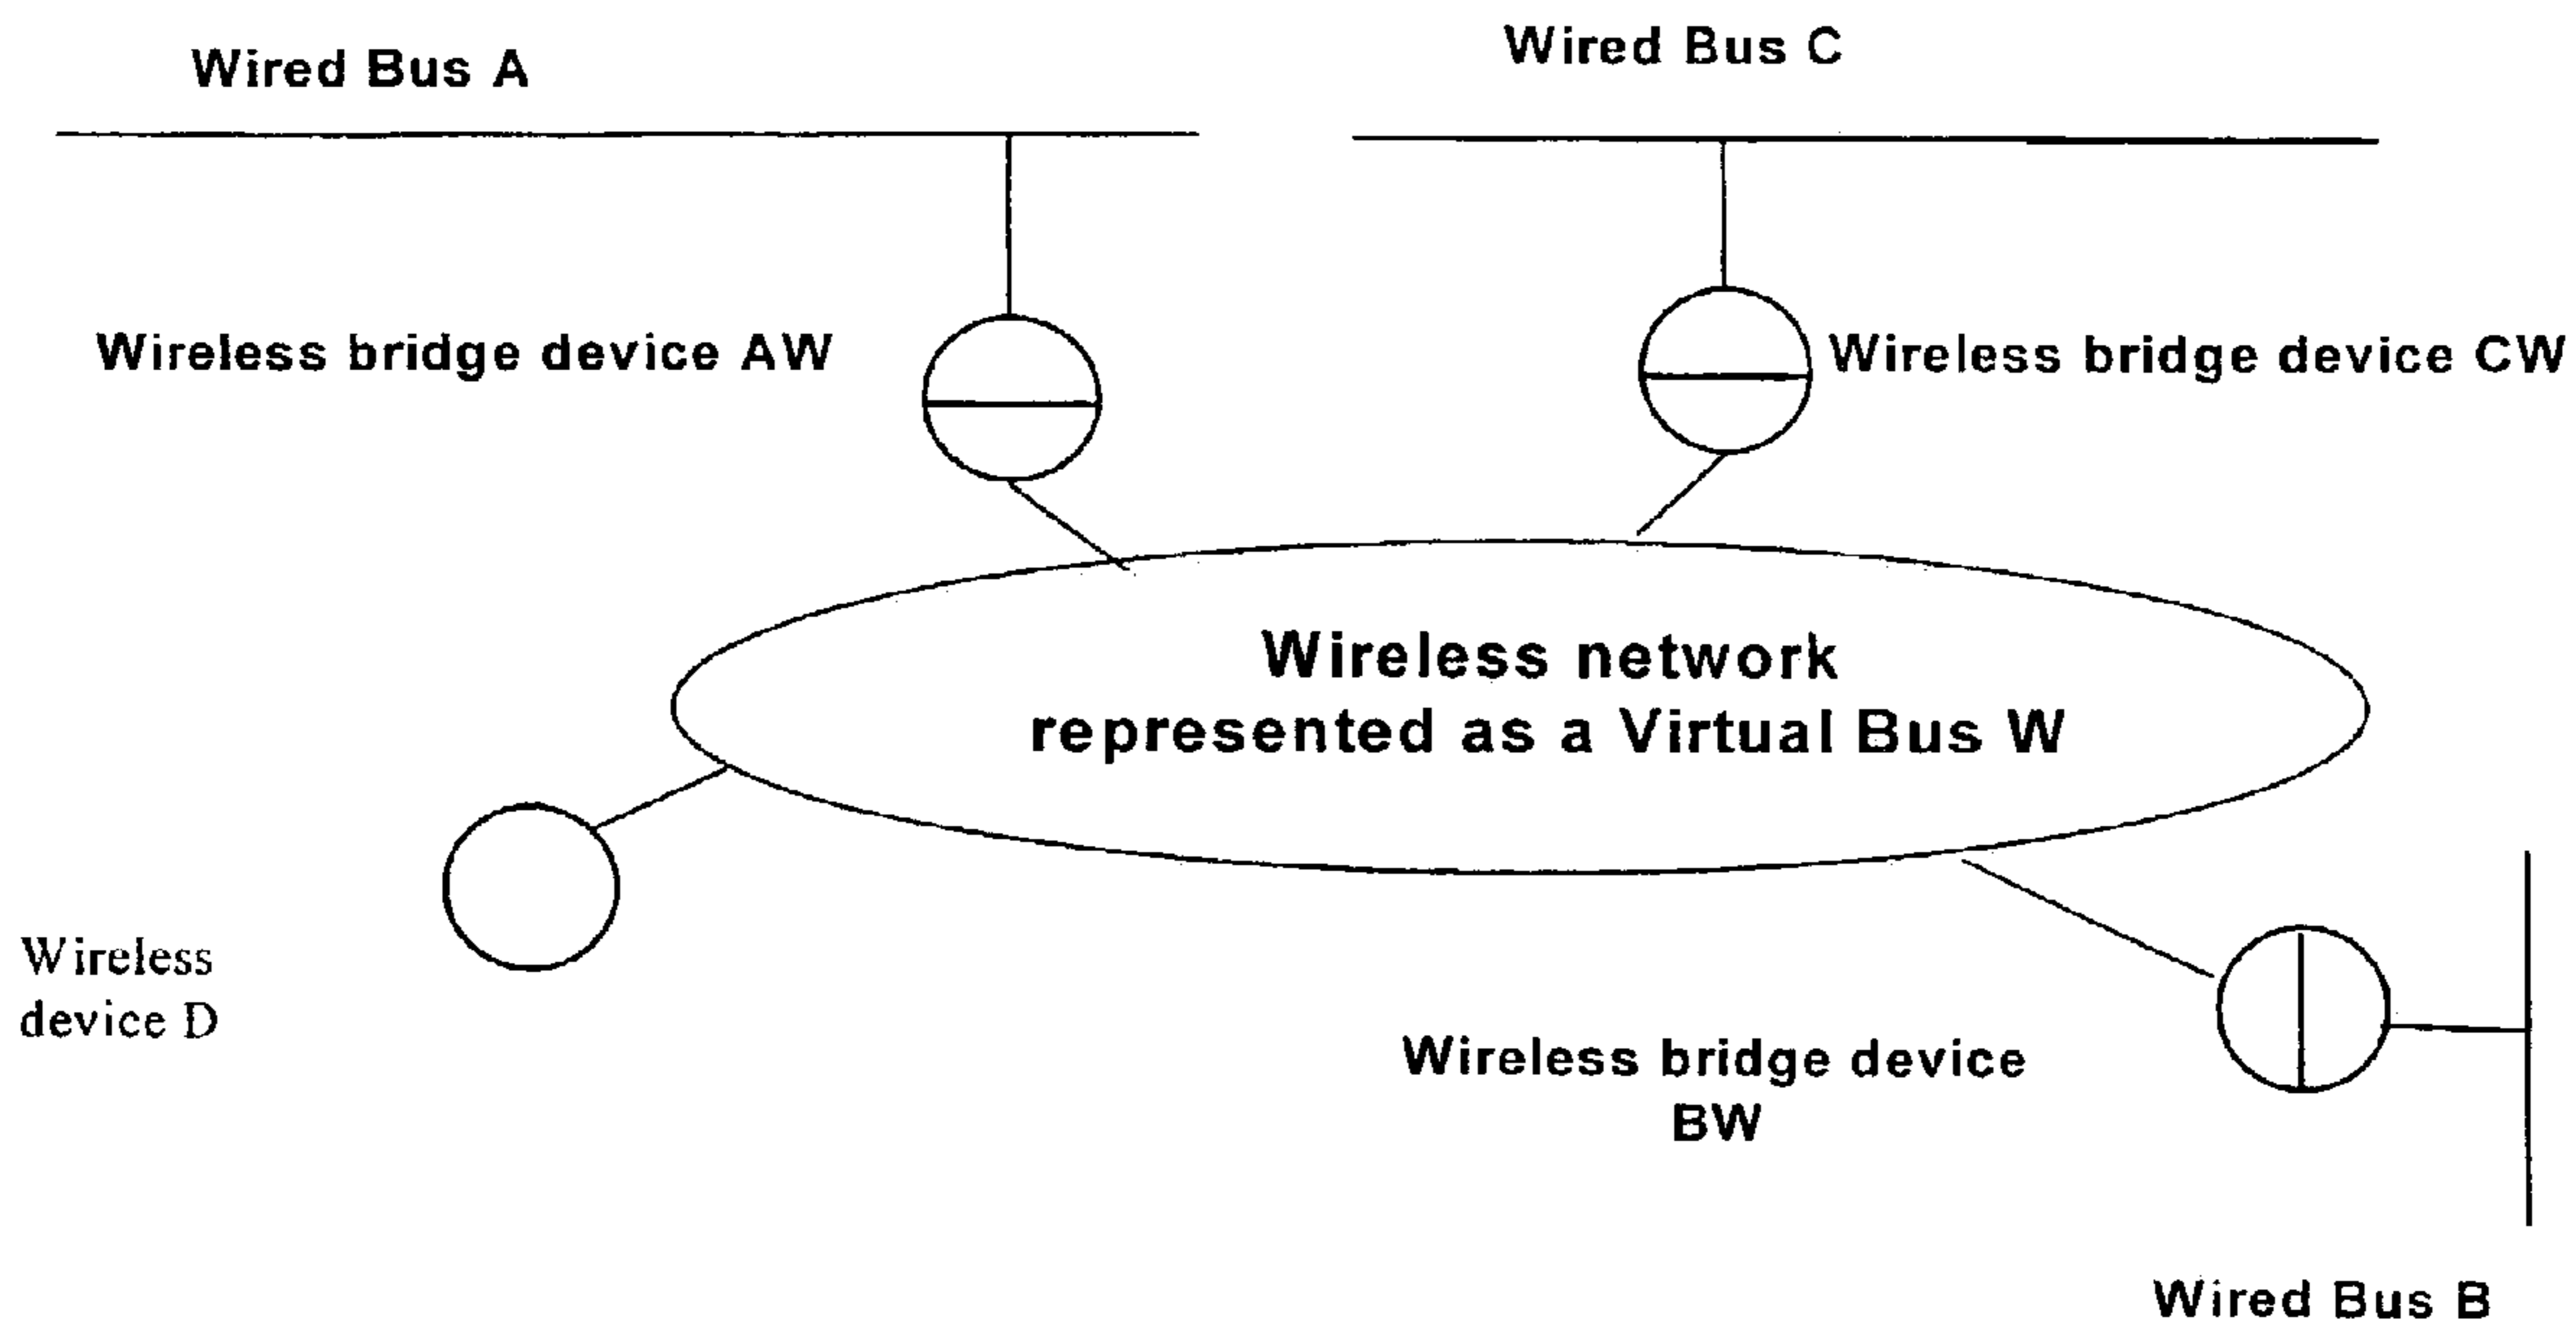 Wired Bus A
Wired Bus C
Wireless bridge device AW
Wireless bridge device CW
Wireless network
represented as a Virtual Bus W
Wireless
device D
Wireless bridge device
BW
Wired Bus B